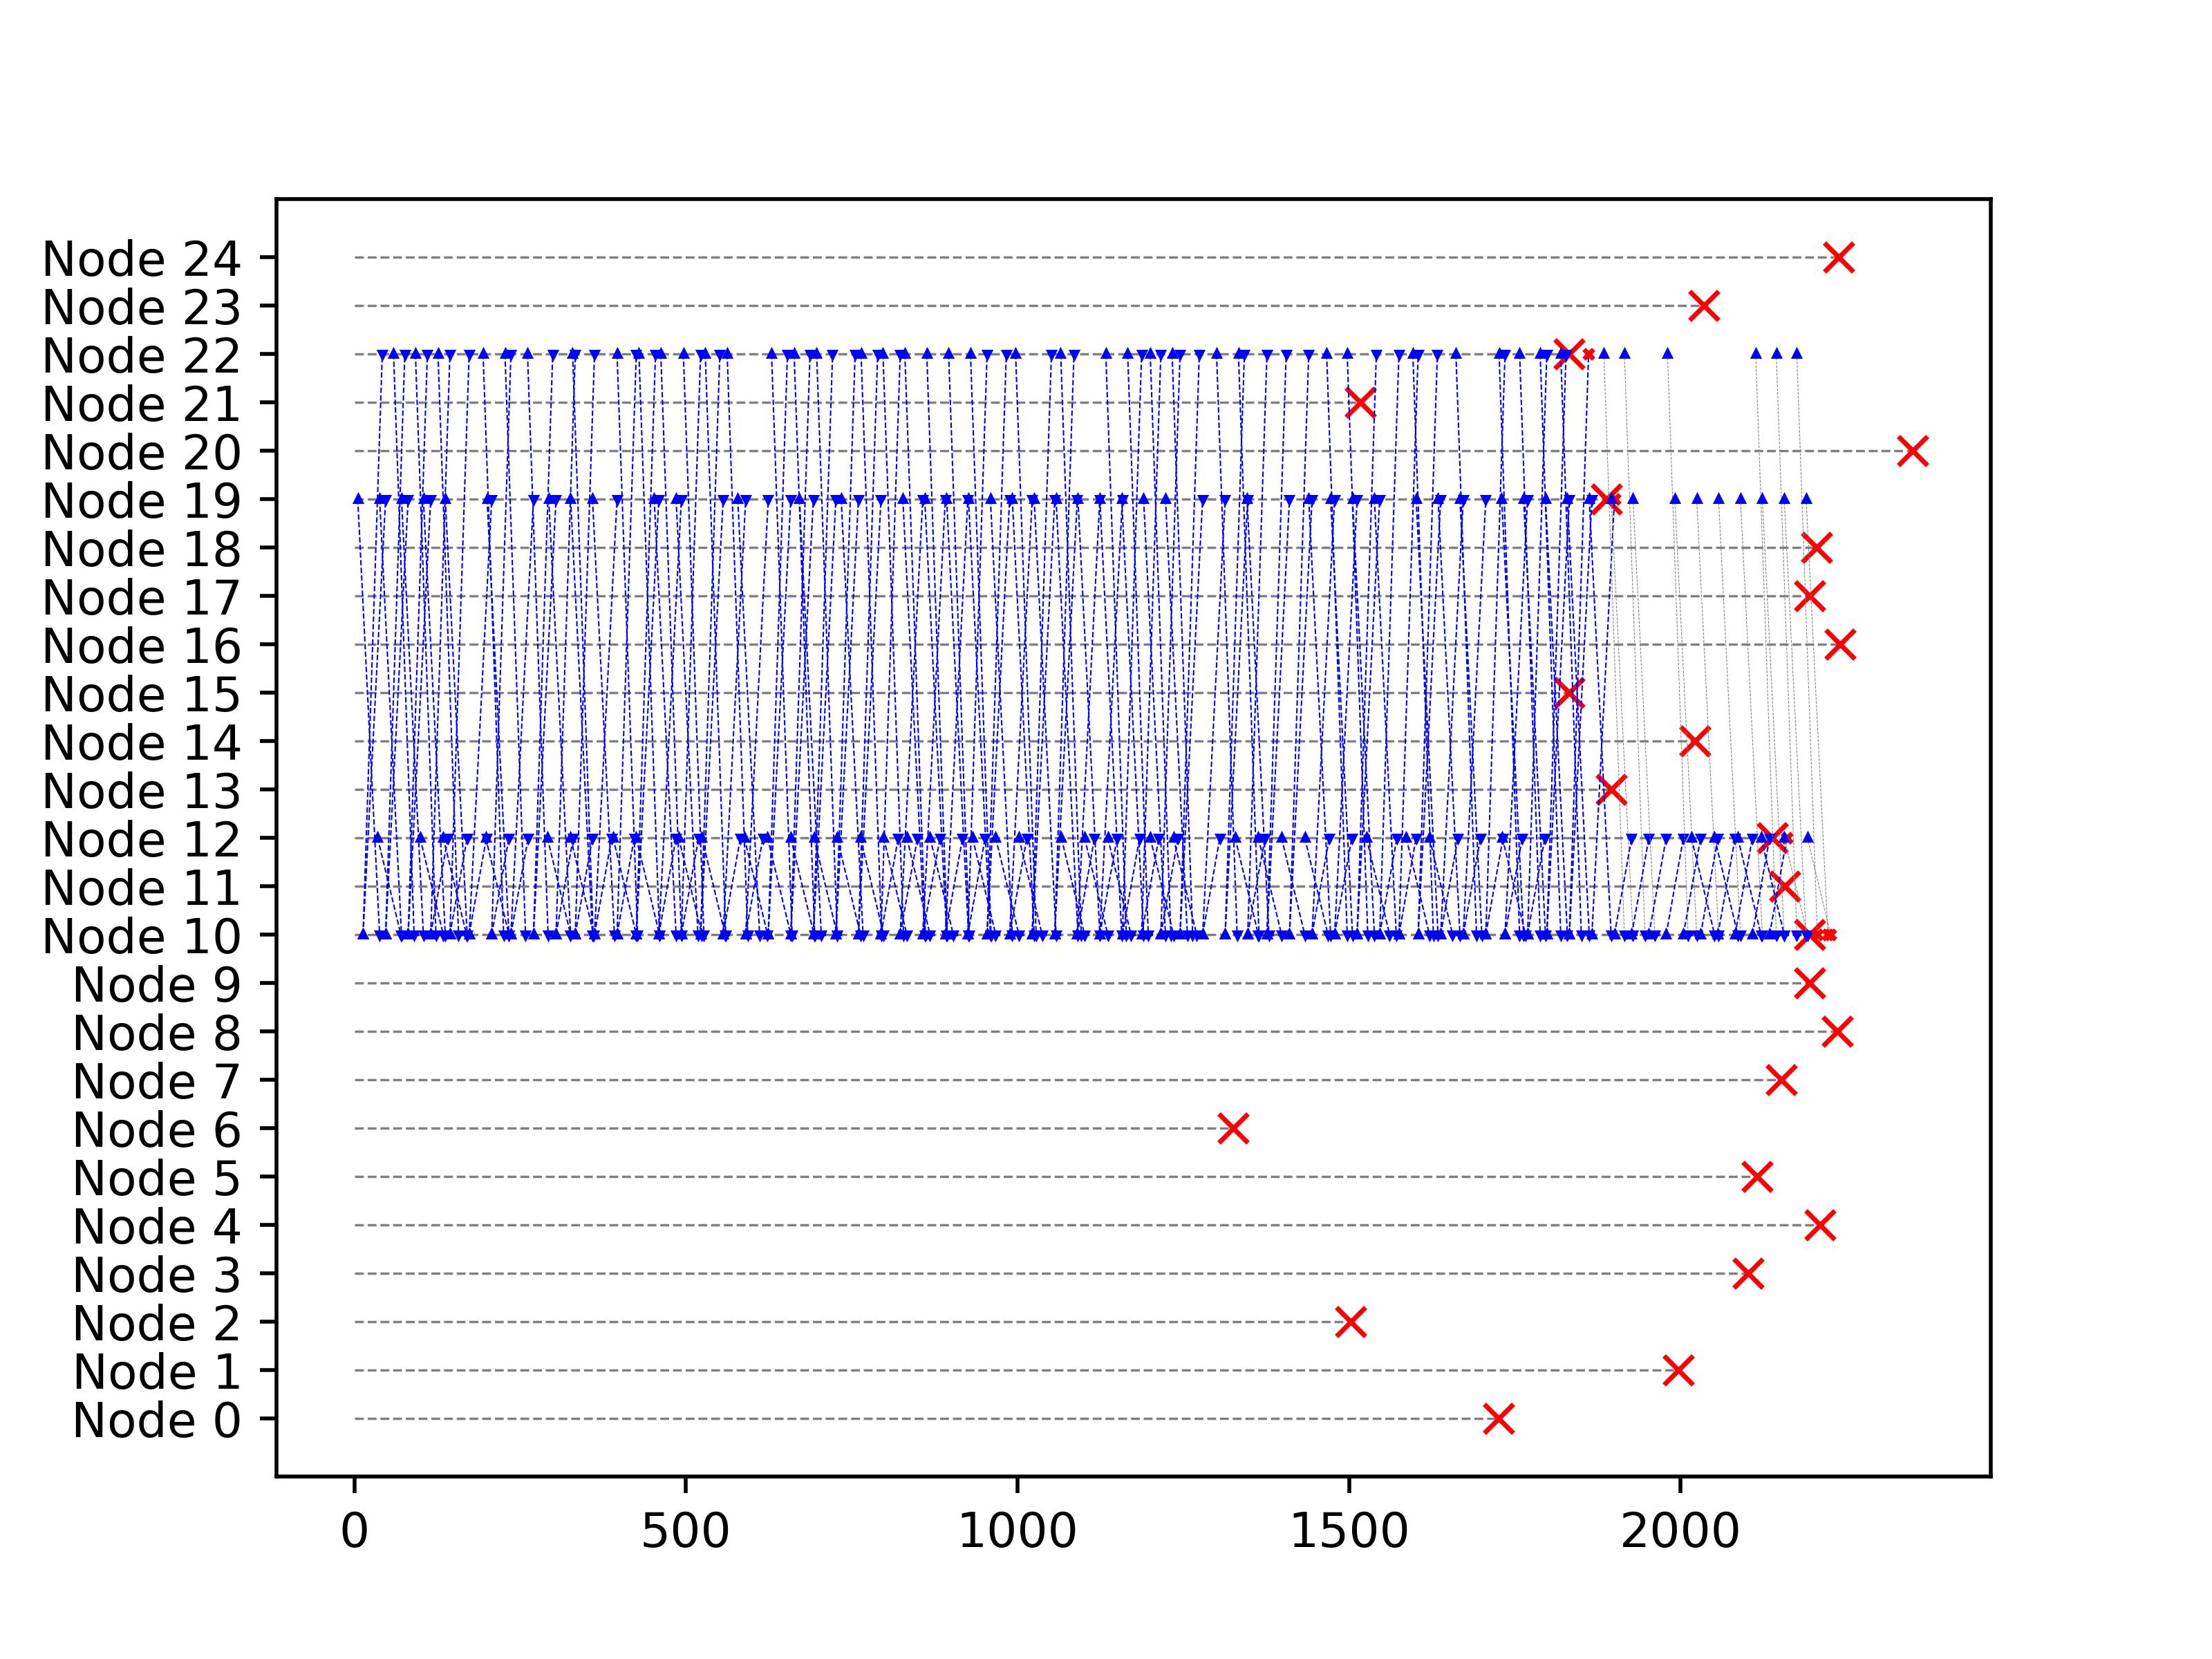 Node 24
Node 23
Node 22
Node 21
Node 20
Node 19
Node 18
Node 17
Node 16
Node 15
Node 14
Node 13
Node 12
Node 11
Node 10
Node 9
Node 8
Node 7
Node 6
Node 5
Node 4
Node 3
Node 2
Node 1
Node 0
0 500 1000 1500 2000